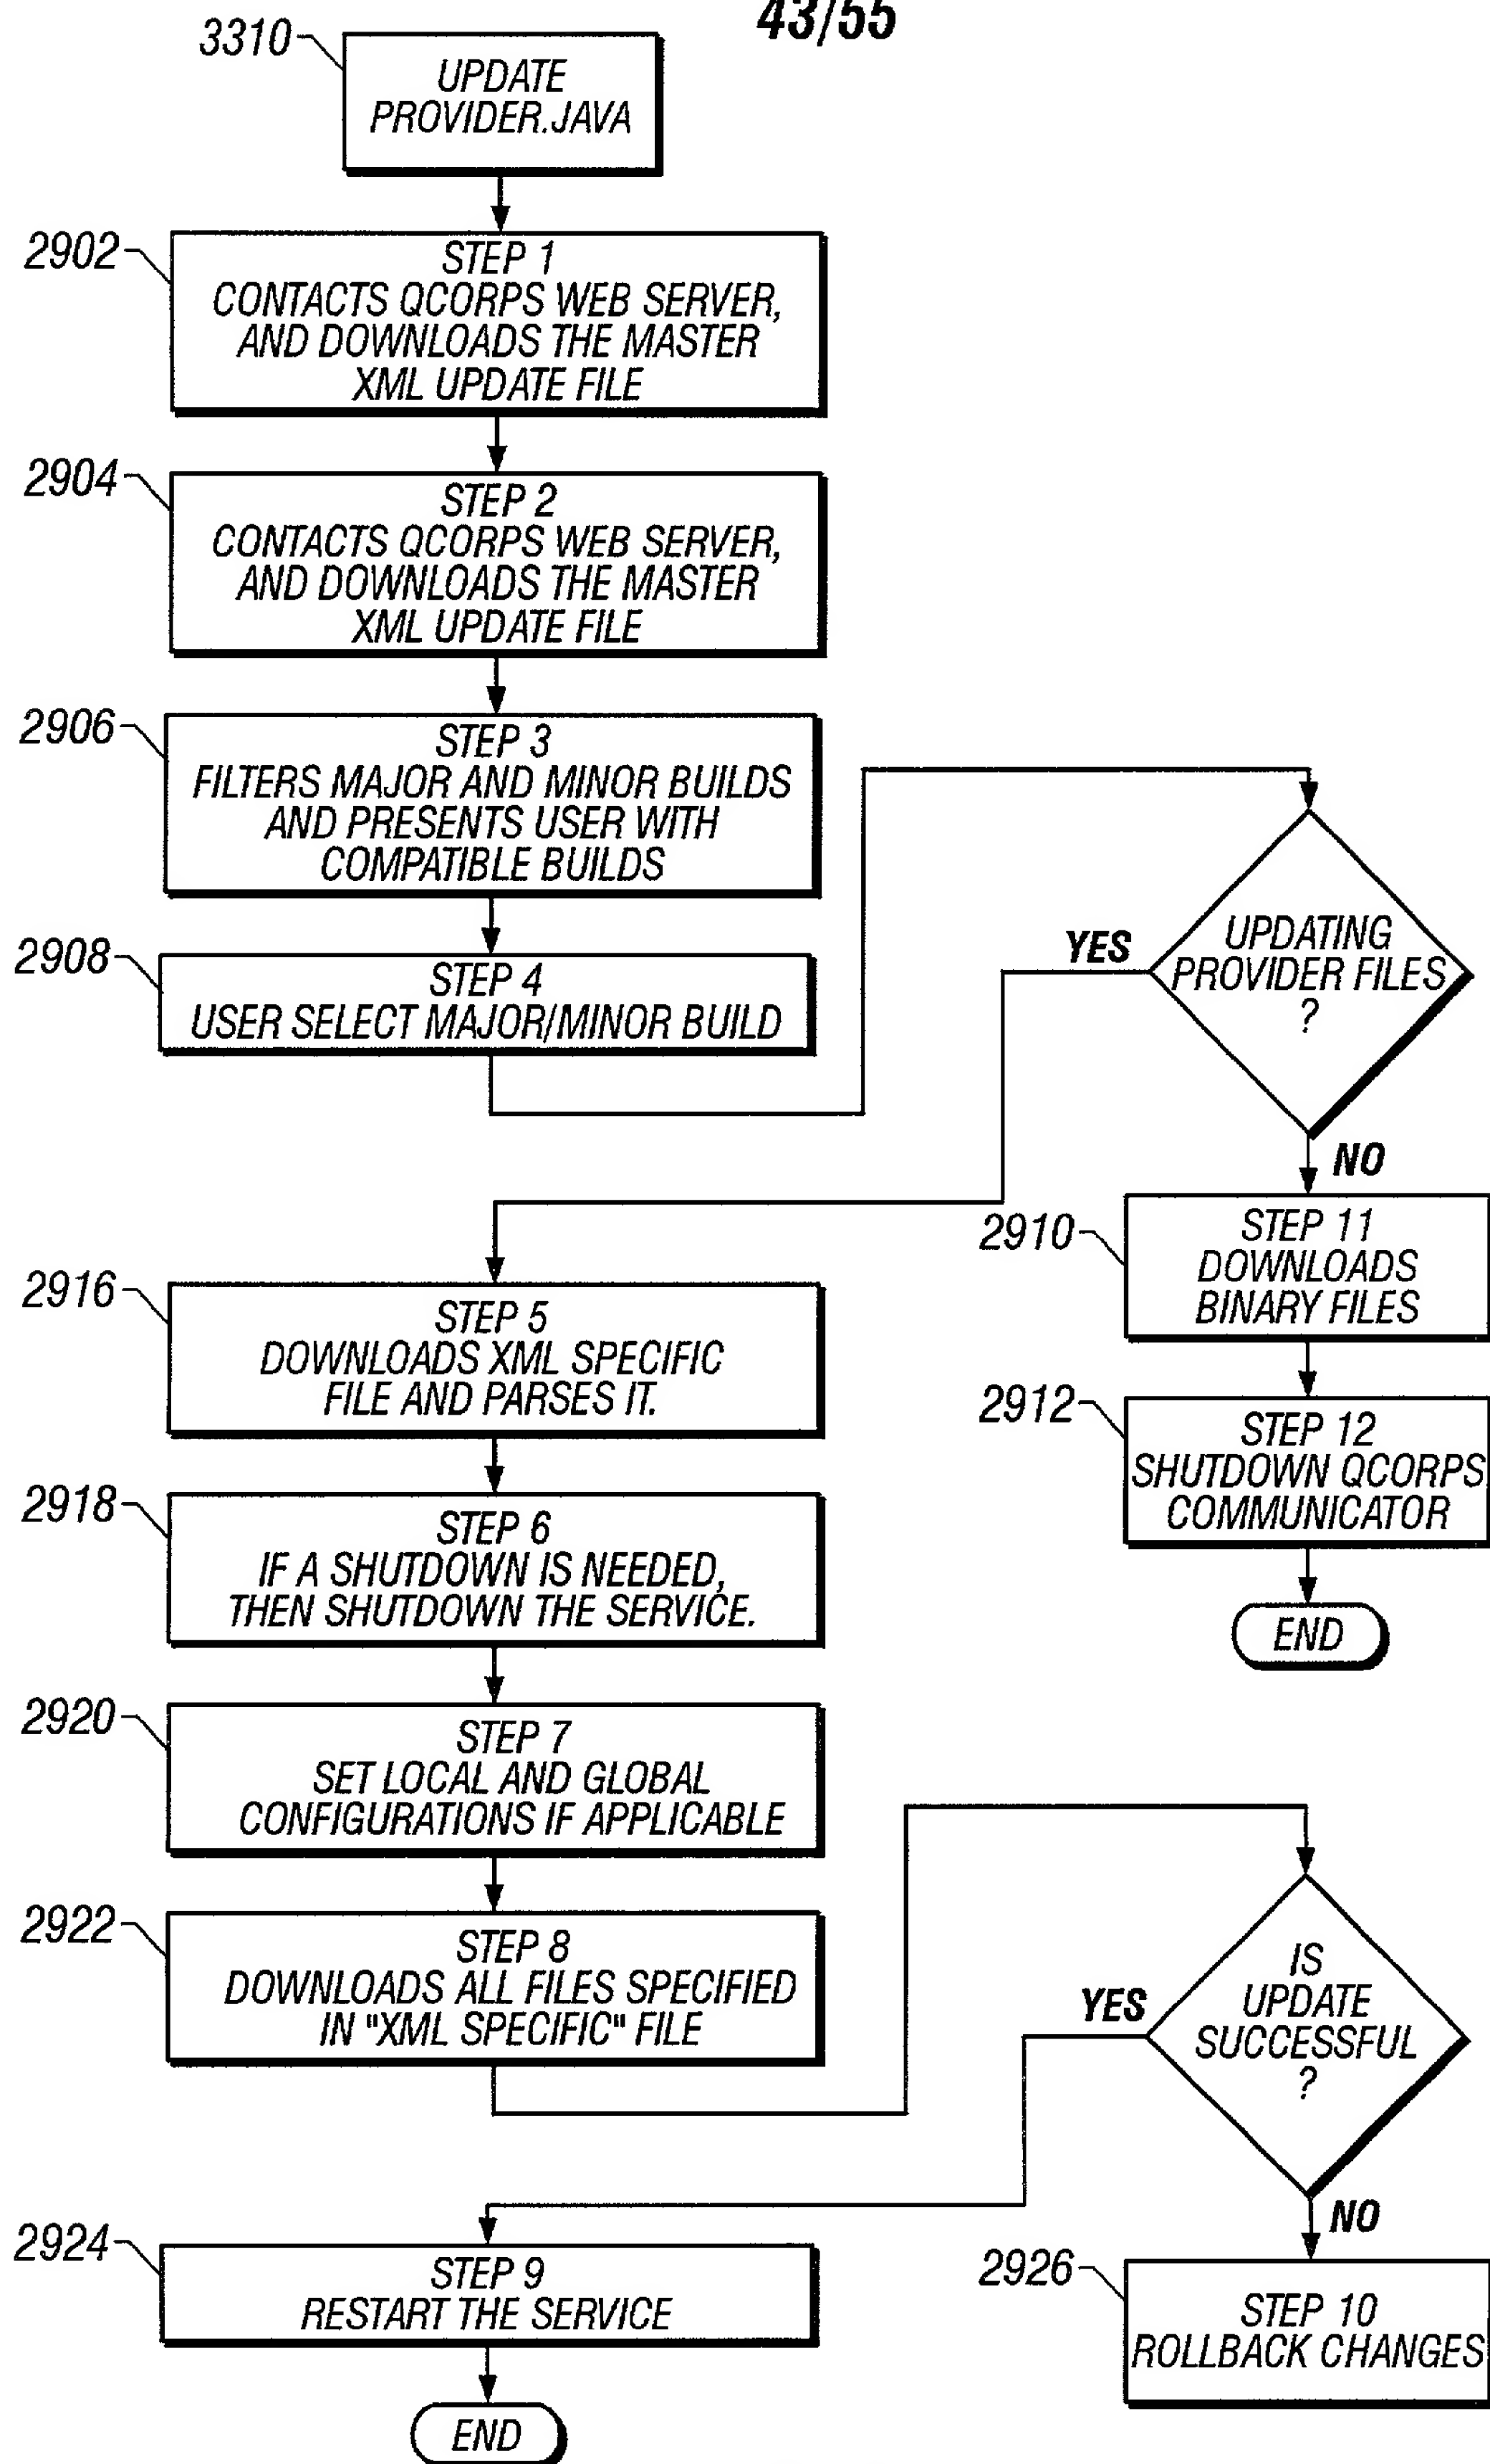 43/55
3310
UPDATE
PROVIDER.JAVA
2902
STEP 1
CONTACTS QCORPS WEB SERVER,
AND DOWNLOADS THE MASTER
XML UPDATE FILE
2904
STEP 2
CONTACTS QCORPS WEB SERVER,
AND DOWNLOADS THE MASTER
XML UPDATE FILE
2906
STEP 3
FILTERS MAJOR AND MINOR BUILDS
AND PRESENTS USER WITH
COMPATIBLE BUILDS
2908
STEP 4
USER SELECT MAJOR/MINOR BUILD
UPDATING
PROVIDER FILES
?
YES
NO
2910
STEP 11
DOWNLOADS
BINARY FILES
2912
STEP 12
SHUTDOWN QCORPS
COMMUNICATOR
END
2916
STEP 5
DOWNLOADS XML SPECIFIC
FILE AND PARSES IT.
2918
STEP 6
IF A SHUTDOWN IS NEEDED,
THEN SHUTDOWN THE SERVICE.
2920
STEP 7
SET LOCAL AND GLOBAL
CONFIGURATIONS IF APPLICABLE
2922
STEP 8
DOWNLOADS ALL FILES SPECIFIED
IN "XML SPECIFIC" FILE
IS
UPDATE
SUCCESSFUL
?
YES
NO
2924
STEP 9
RESTART THE SERVICE
END
2926
STEP 10
ROLLBACK CHANGES